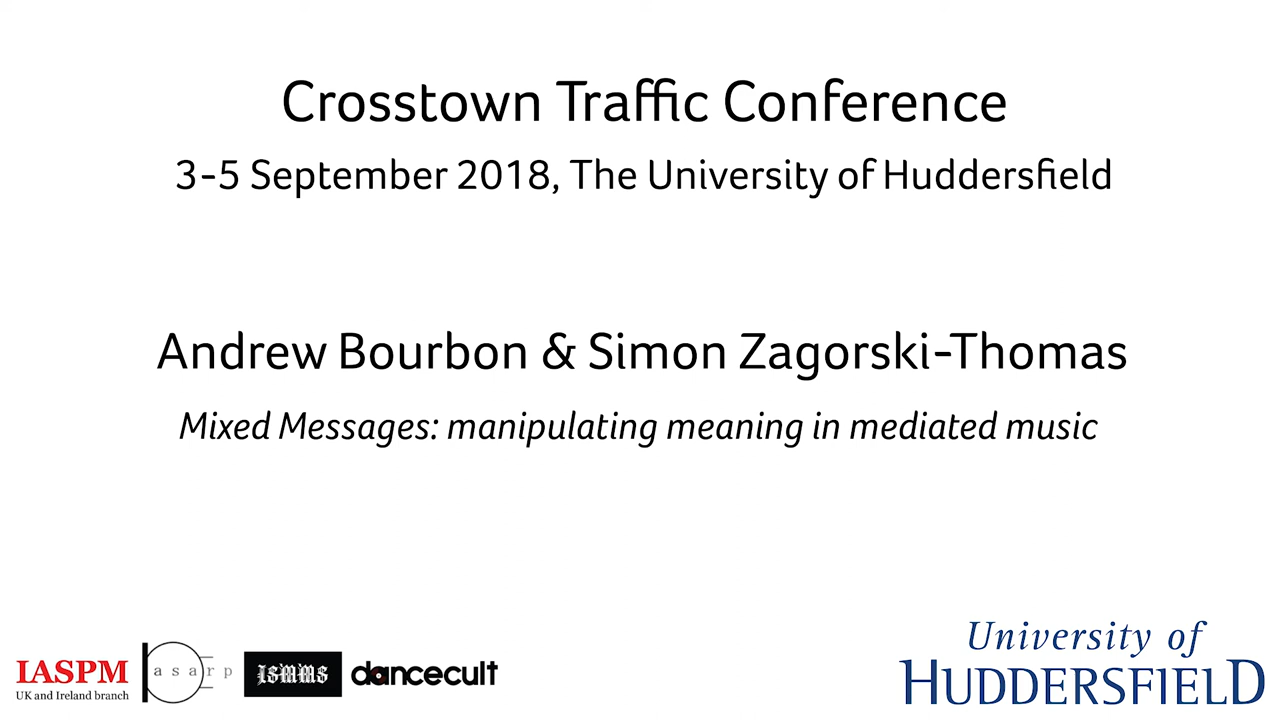 Crosstown Traffic Conference
3-5 September 2018, The University of Huddersfield
Andrew Bourbon & Simon Zagorski-Thomas
Mixed Messages: manipulating meaning in mediated music
University of
HUDDERSFIELD
IASPM
UK and Ireland branch
asarp
ISMMS
dancecult